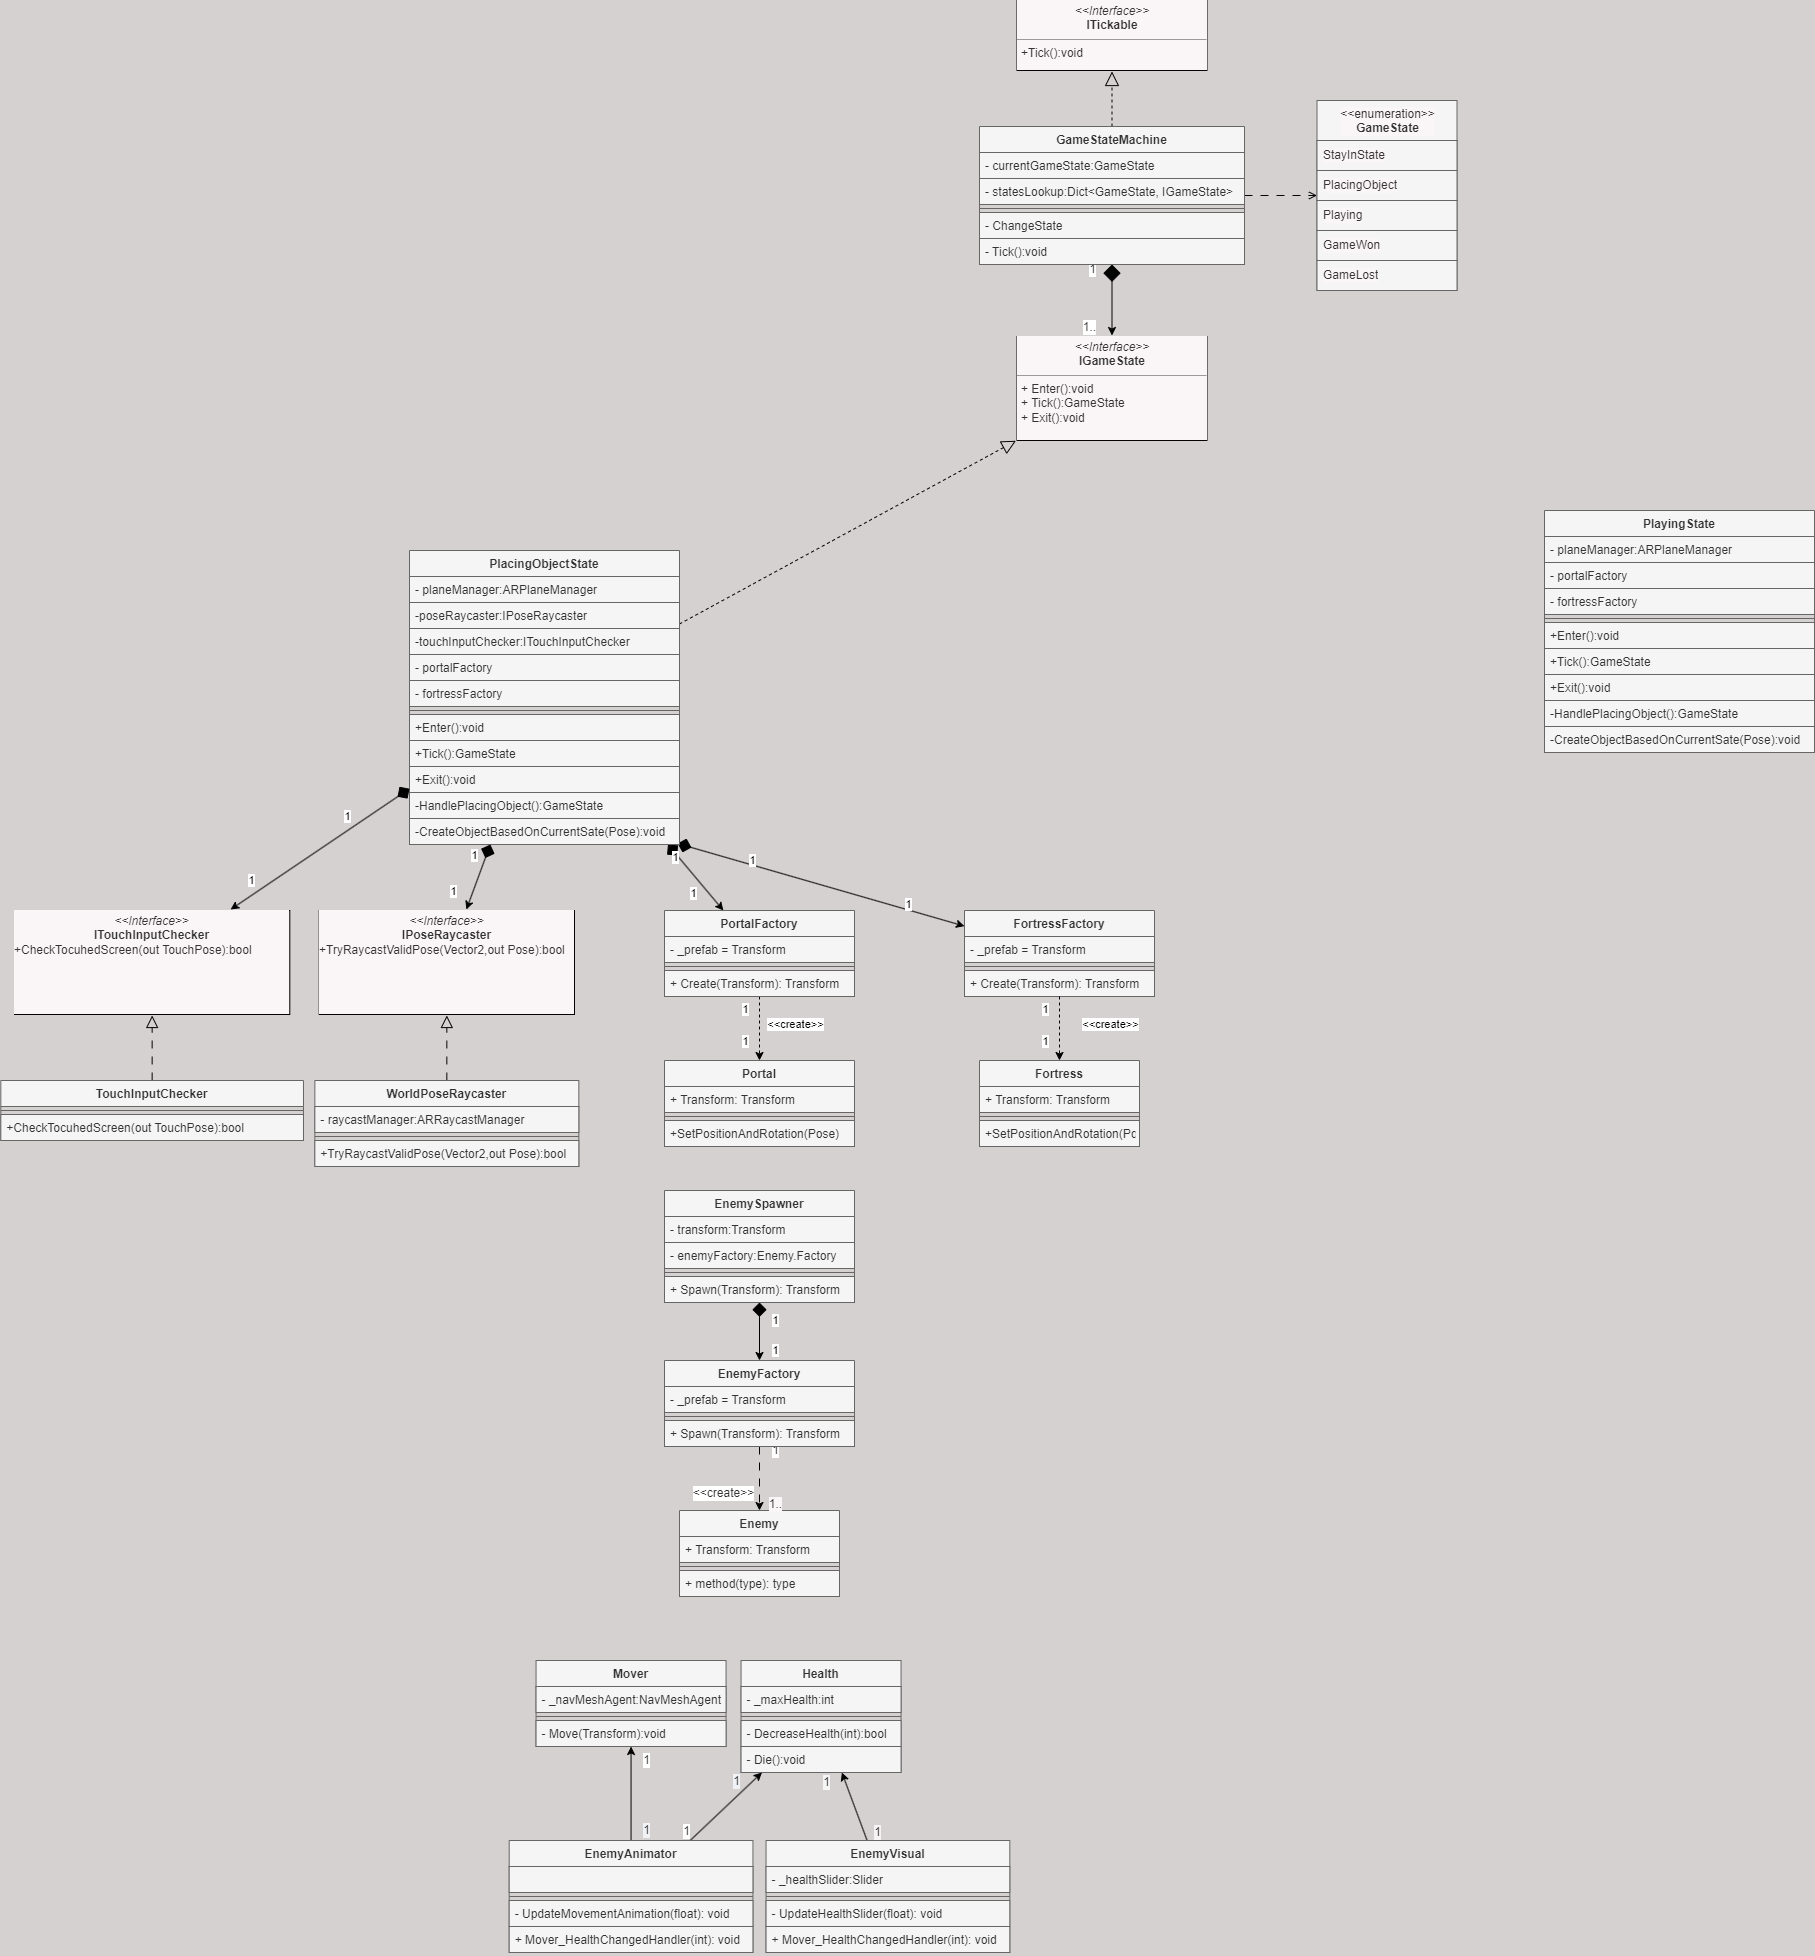 <<Interface>>
ITickable
+Tick():void
<<enumeration>>
GameState
StayInState
PlacingObject
Playing
GameWon
GameLost
GameStateMachine
- currentGameState:GameState
- statesLookup:Dict<GameState, IGameState>
- ChangeState
- Tick():void
1
1..
<<Interface>>
IGameState
+ Enter():void
+ Tick():GameState
+ Exit():void
PlayingState
- planeManager:ARPlaneManager
- portalFactory
- fortressFactory
+Enter():void
+Tick():GameState
+Exit():void
-HandlePlacingObject():GameState
-CreateObjectBasedOnCurrentSate(Pose):void
PlacingObjectState
- planeManager:ARPlaneManager
-poseRaycaster:IPoseRaycaster
-touchInputChecker:ITouchInputChecker
- portalFactory
- fortressFactory
+Enter():void
+Tick():GameState
+Exit():void
-HandlePlacingObject():GameState
-CreateObjectBasedOnCurrentSate(Pose):void
1
1
1
1
1
1
1
1
<<Interface>>
ITouchInputChecker
+CheckTocuhedScreen(out TouchPose):bool
<<Interface>>
IPoseRaycaster
+TryRaycastValidPose(Vector2,out Pose):bool
PortalFactory
- _prefab = Transform
+ Create(Transform): Transform
FortressFactory
- _prefab = Transform
+ Create(Transform): Transform
1
<<create>>
1
1
<<create>>
1
TouchInputChecker
+CheckTocuhedScreen(out TouchPose):bool
WorldPoseRaycaster
- raycastManager:ARRaycastManager
+TryRaycastValidPose(Vector2,out Pose):bool
Portal
+ Transform: Transform
+SetPositionAndRotation(Pose)
Fortress
+ Transform: Transform
+SetPositionAndRotation(Pc
EnemySpawner
- transform:Transform
- enemyFactory:Enemy.Factory
+ Spawn(Transform): Transform
1
1
EnemyFactory
- _prefab = Transform
+ Spawn(Transform): Transform
1
<<create>>
1..
Enemy
+ Transform: Transform
+ method(type): type
Mover
- _navMeshAgent:NavMeshAgent
- Move(Transform):void
Health
- _maxHealth:int
- DecreaseHealth(int):bool
- Die():void
1
1
1
1
1
1
EnemyAnimator
- UpdateMovementAnimation(float): void
+ Mover_HealthChangedHandler(int): void
EnemyVisual
- _healthSlider:Slider
- UpdateHealthSlider(float): void
+ Mover_HealthChangedHandler(int): void